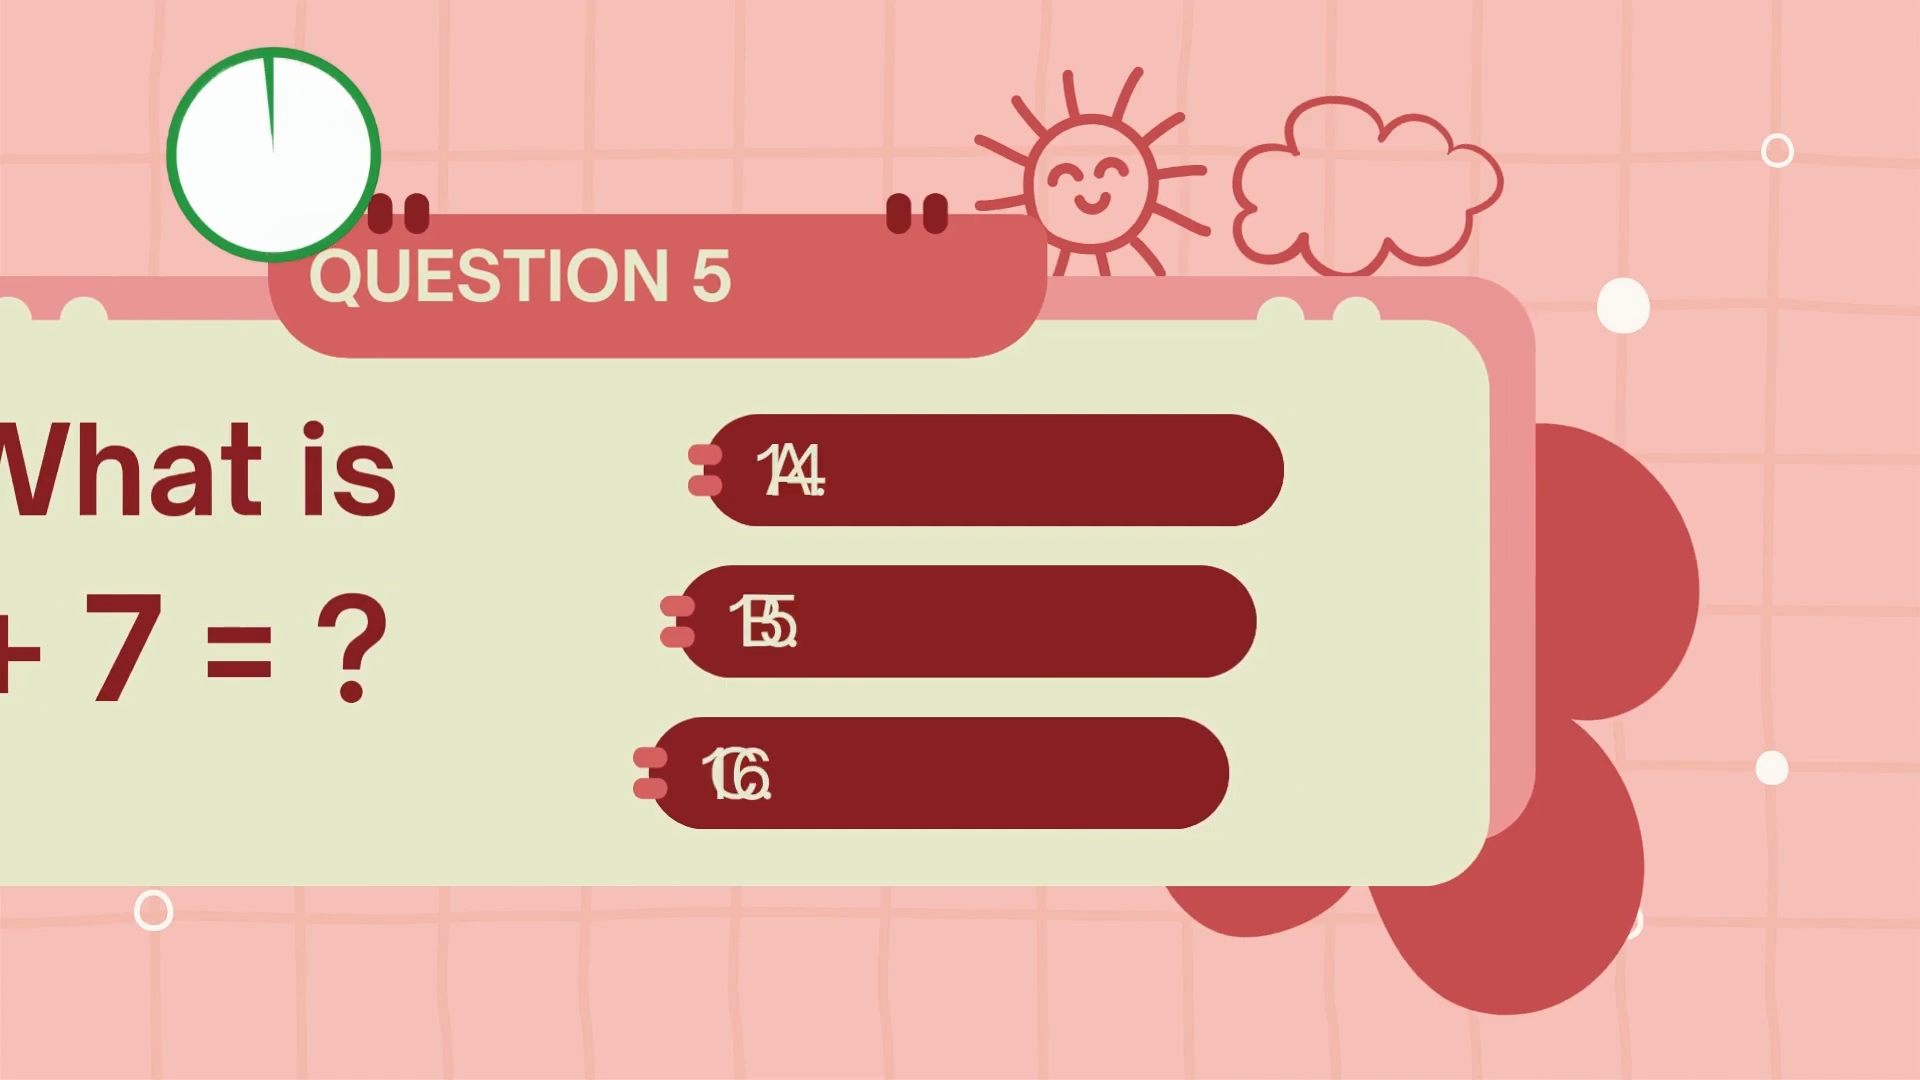 QUESTION 5
What is
+ 7 = ?
A. 14
B. 15
C. 16